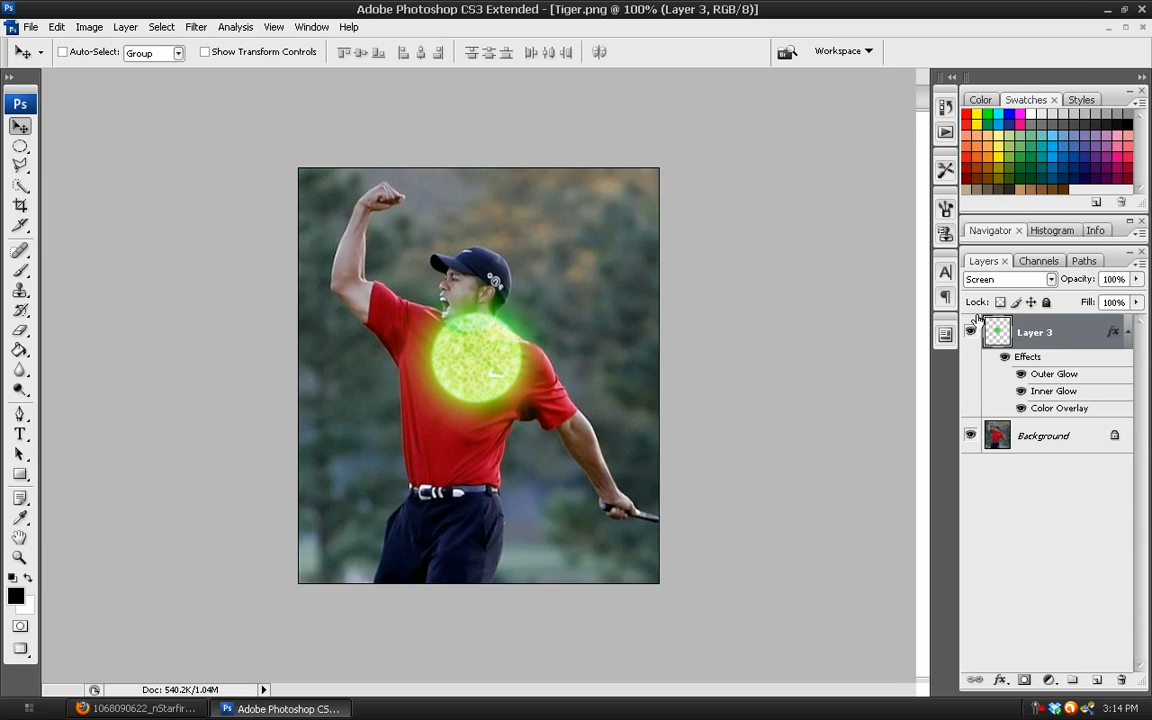 Adobe Photoshop CS3 Extended - [Tiger.png @ 100% (Layer 3, RGB/8)]
File Edit Image Layer Select Filter Analysis View Window Help
Auto-Select: Group Show Transform Controls Workspace
Ps
Color Swatches Styles
Navigator Histogram Info
Layers Channels Paths
Screen Opacity: 100%
Lock: Fill: 100%
Layer 3 fx
Effects
Outer Glow
Inner Glow
Color Overlay
Background
Doc: 540.2K/1.04M
1068090622_nStarfir... Adobe Photoshop CS... 3:14 PM